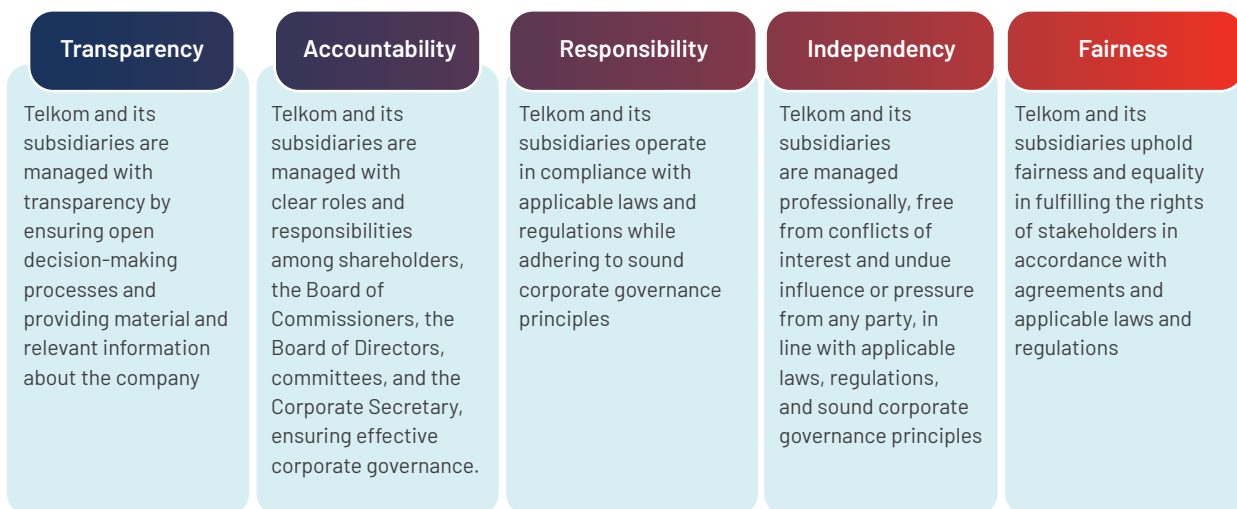 Transparency
Telkom and its
subsidiaries are
managed with
transparency by
ensuring open
decision-making
processes and
providing material and
relevant information
about the company
Accountability
Telkom and its
subsidiaries are
managed with
clear roles and
responsibilities
among shareholders,
the Board of
Commissioners, the
Board of Directors,
committees, and the
Corporate Secretary,
ensuring effective
corporate governance.
Responsibility
Telkom and its
subsidiaries operate
in compliance with
applicable laws and
regulations while
adhering to sound
corporate governance
principles
Independency
Telkom and its
subsidiaries
are managed
professionally, free
from conflicts of
interest and undue
influence or pressure
from any party, in
line with applicable
laws, regulations,
and sound corporate
governance principles
Fairness
Telkom and its
subsidiaries uphold
fairness and equality
in fulfilling the rights
of stakeholders in
accordance with
agreements and
applicable laws and
regulations